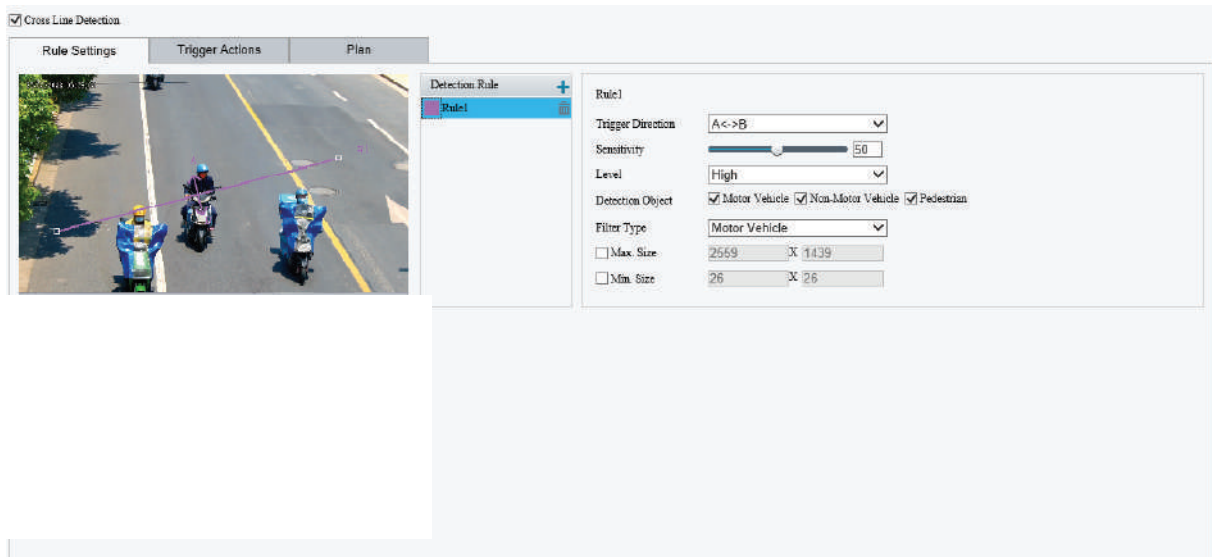 Cross Line Detection
Rule Settings
Trigger Actions
Plan
Detection Rule
Rule1
Rule1
Trigger Direction A<->B
Sensitivity 50
Level High
Detection Object Motor Vehicle Non-Motor Vehicle Pedestrian
Filter Type Motor Vehicle
Max. Size 2559 X 1439
Min. Size 26 X 26